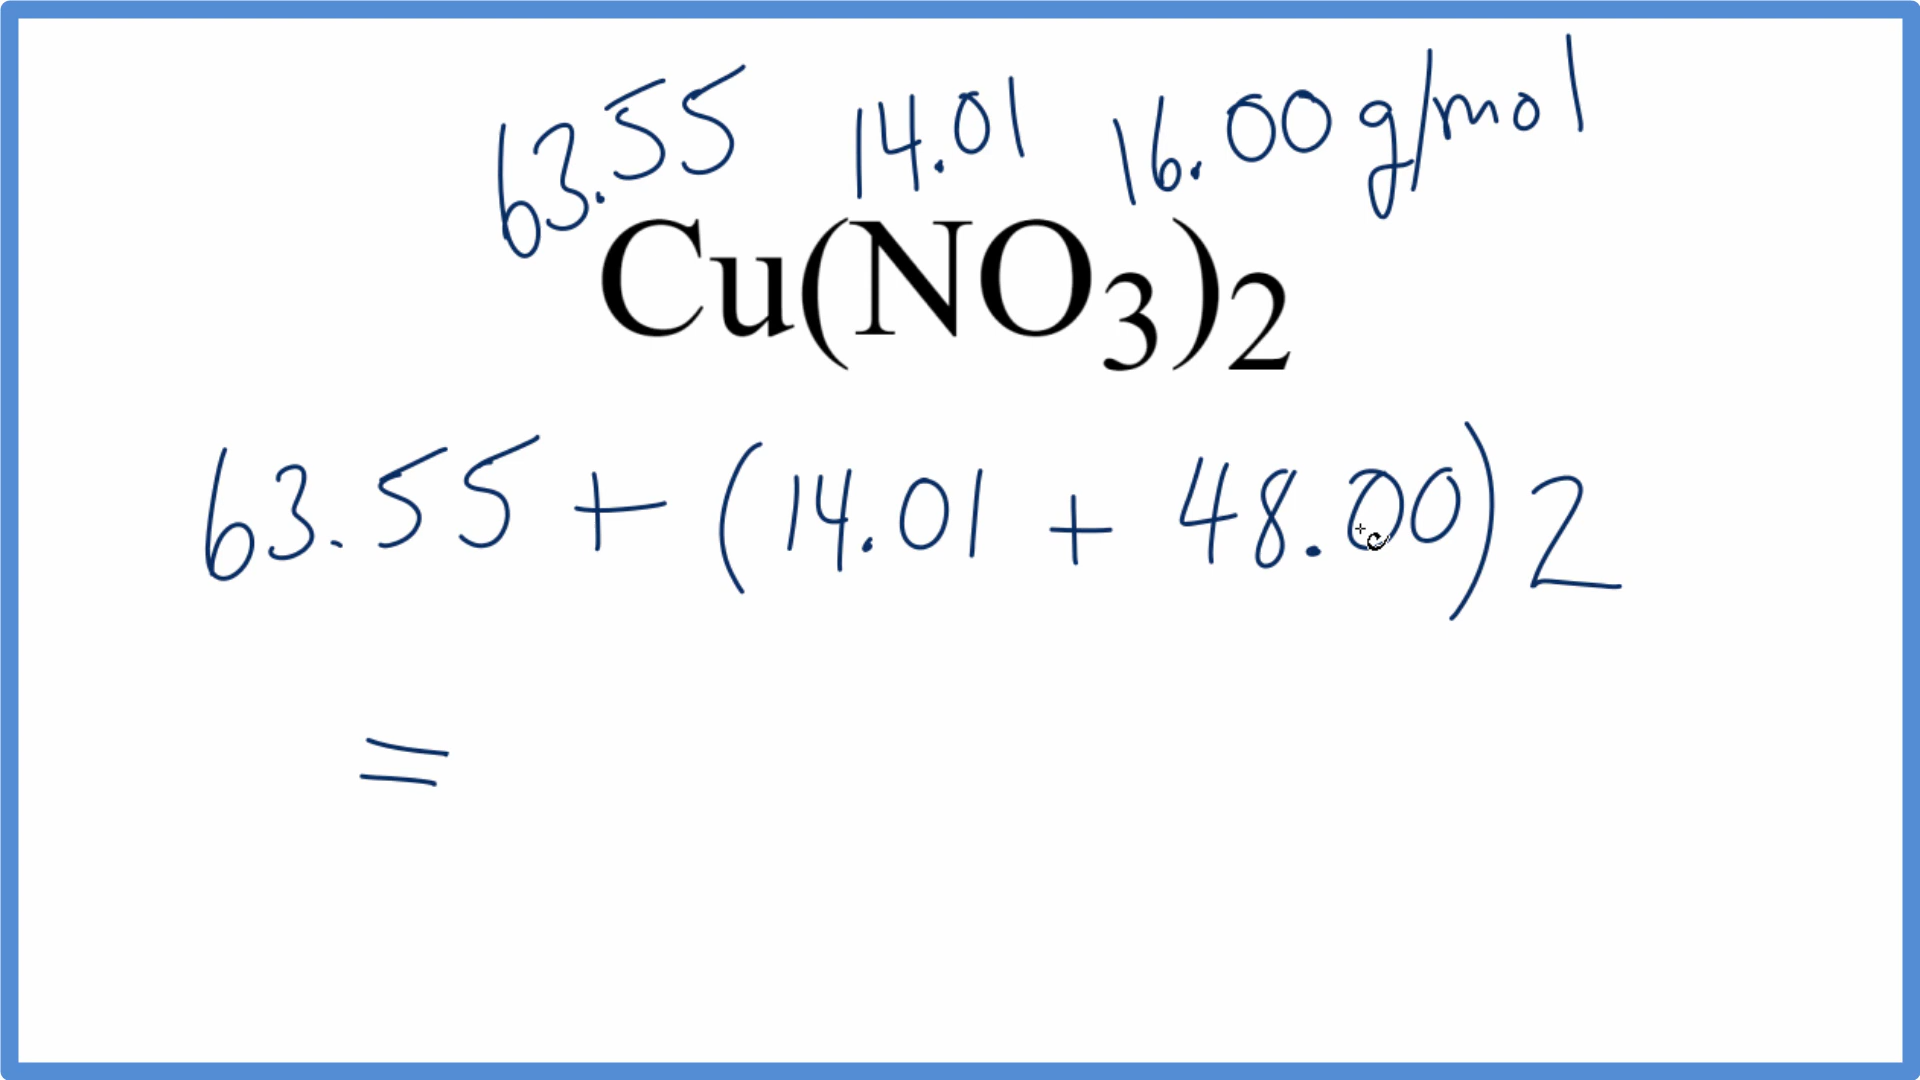 63.55 14.01 16.00 g/mol
Cu(NO3)2
63.55 + (14.01 + 48.00)2
=